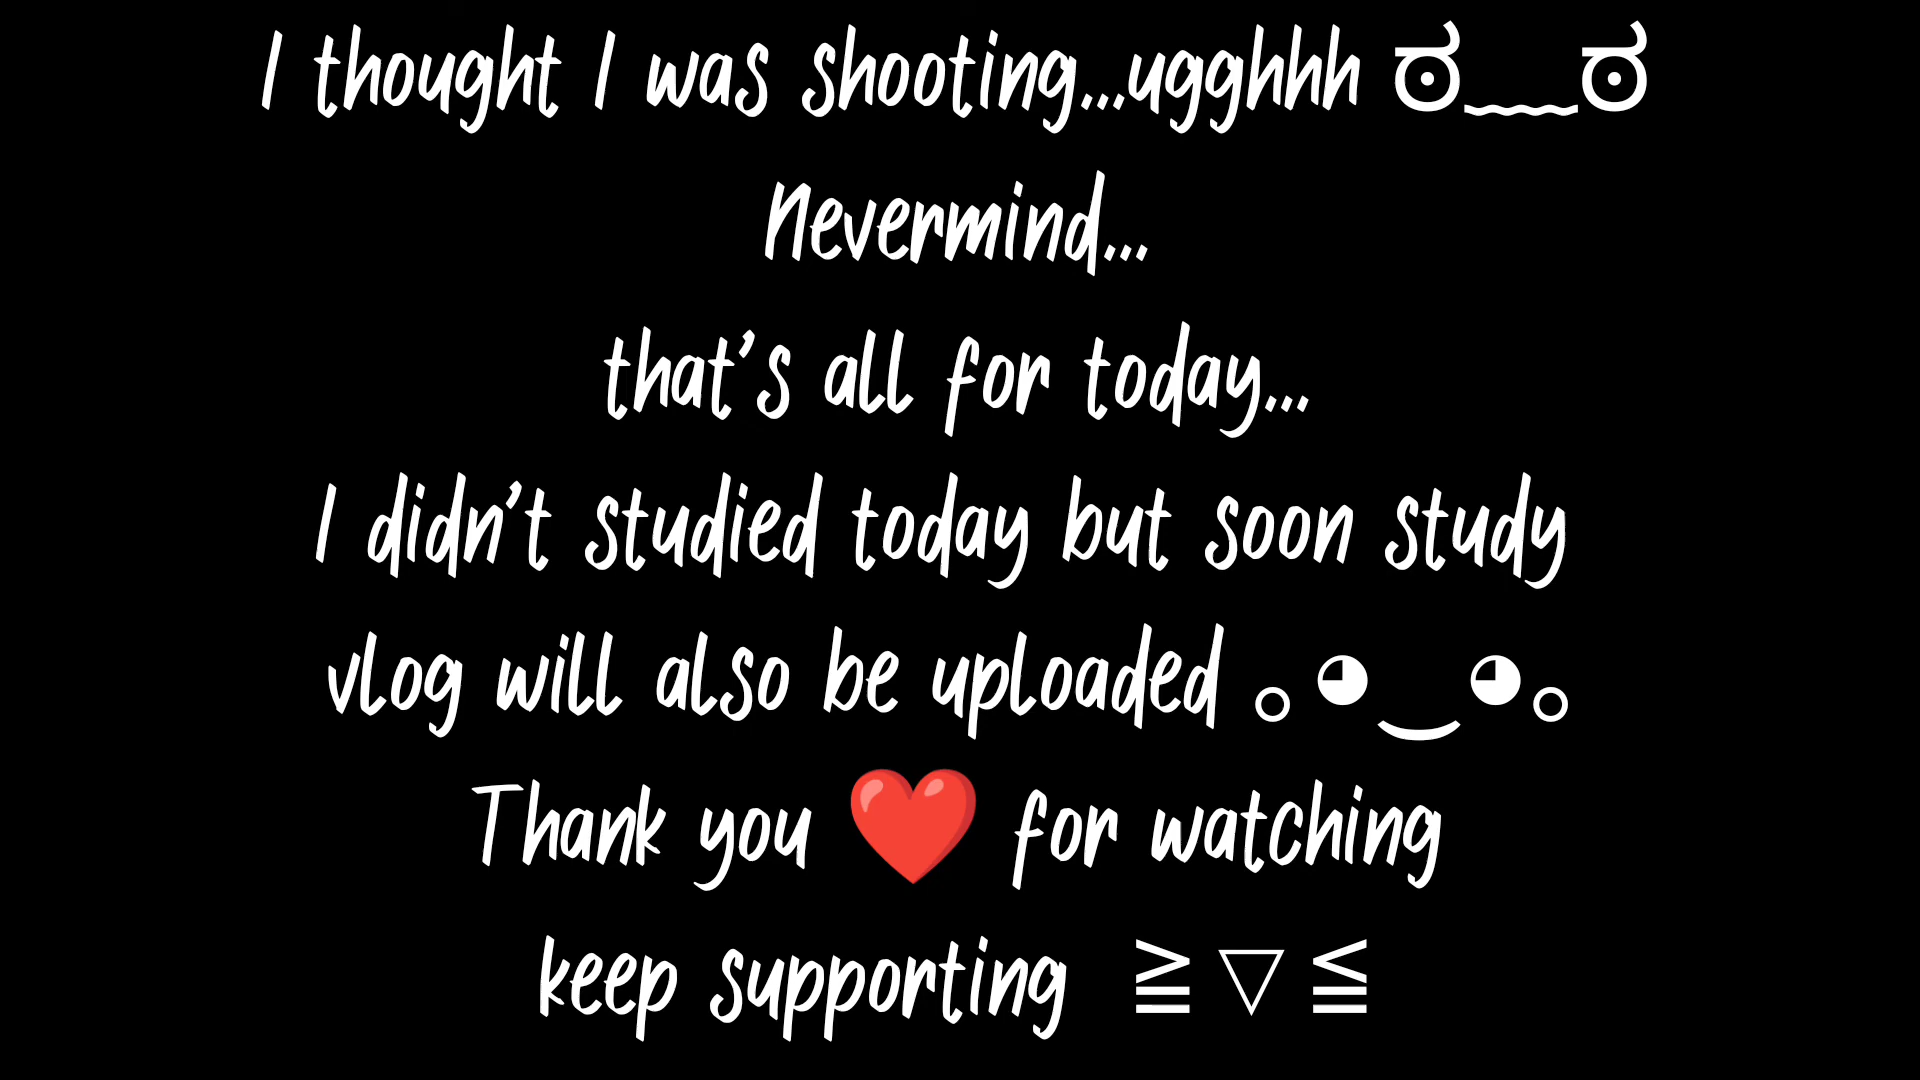 I thought I was shooting...ugghhh ಠ﹏ಠ
Nevermind...
that's all for today...
I didn't studied today but soon study
vlog will also be uploaded ｡◕‿◕｡
Thank you ❤️ for watching
keep supporting ≧▽≦